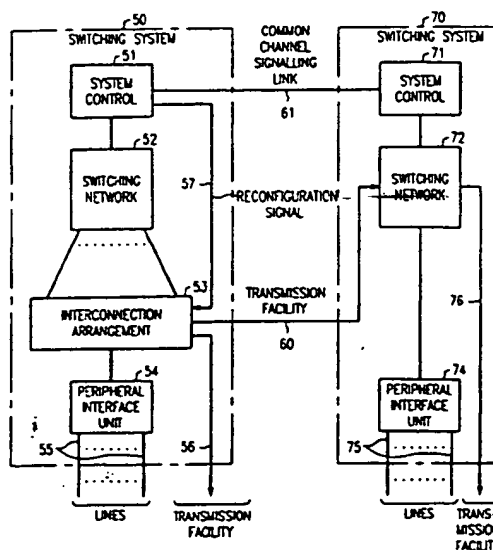 50
SWITCHING SYSTEM
51
SYSTEM
CONTROL
52
SWITCHING
NETWORK
57
53
INTERCONNECTION
ARRANGEMENT
54
PERIPHERAL
INTERFACE
UNIT
55
56
LINES
TRANSMISSION
FACILITY
COMMON
CHANNEL
SIGNALLING
LINK
61
RECONFIGURATION
SIGNAL
TRANSMISSION
FACILITY
60
70
SWITCHING SYSTEM
71
SYSTEM
CONTROL
72
SWITCHING
NETWORK
76
74
PERIPHERAL
INTERFACE
UNIT
75
LINES
TRANS-
MISSION
FACILIT